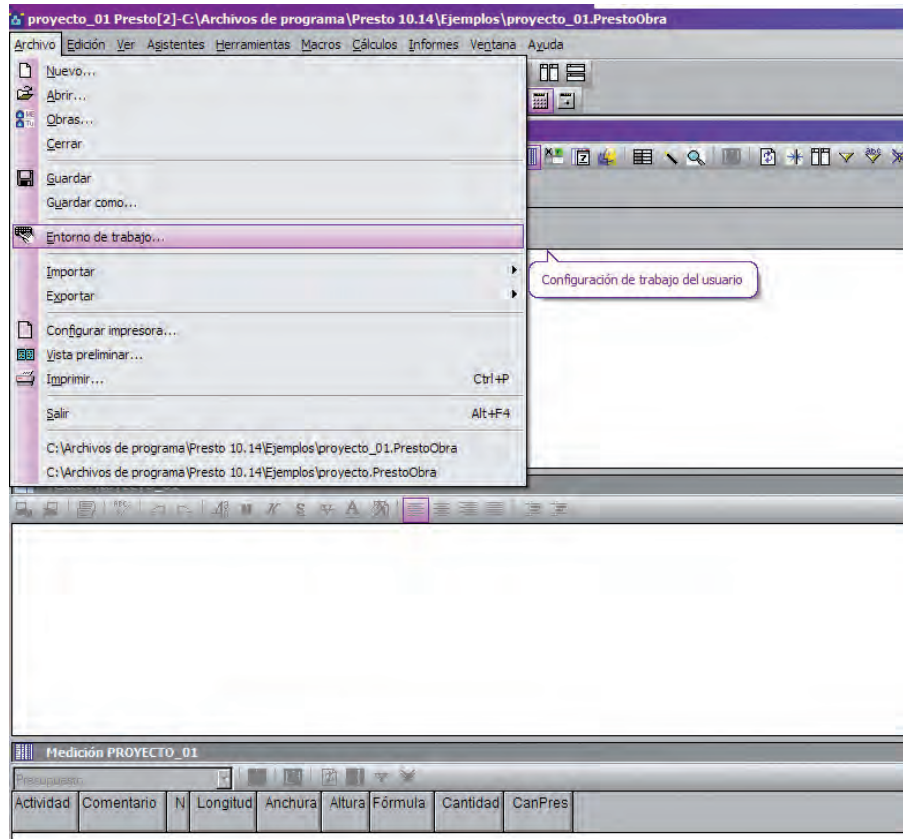 proyecto_01 Presto[2]-C:\Archivos de programa\Presto 10.14\Ejemplos\proyecto_01.PrestoObra
Archivo Edición Ver Asistentes Herramientas Macros Cálculos Informes Ventana Ayuda
Nuevo...
Abrir...
Obras...
Cerrar
Guardar
Guardar como...
Entorno de trabajo...
Importar
Configuración de trabajo del usuario
Exportar
Configurar impresora...
Vista preliminar...
Imprimir... Ctrl+P
Salir Alt+F4
C:\Archivos de programa\Presto 10.14\Ejemplos\proyecto_01.PrestoObra
C:\Archivos de programa\Presto 10.14\Ejemplos\proyecto.PrestoObra
Medición PROYECTO_01
Presupuesto
Actividad Comentario N Longitud Anchura Altura Fórmula Cantidad CanPres